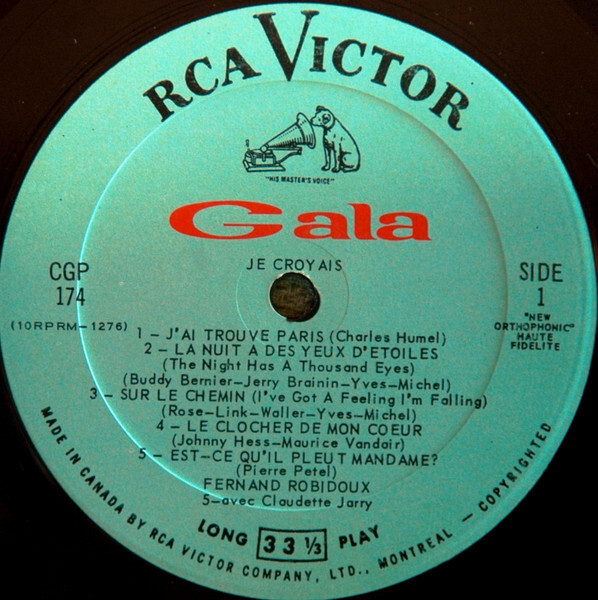 RCA VICTOR
"HIS MASTER'S VOICE"
Gala
JE CROYAIS
CGP
174
(10RPRM-1276)
SIDE
1
"NEW
ORTHOPHONIC"
HAUTE
FIDELITE
1 - J'AI TROUVE PARIS (Charles Humel)
2 - LA NUIT A DES YEUX D'ETOILES
(The Night Has A Thousand Eyes)
(Buddy Bernier-Jerry Brainin-Yves-Michel)
3 - SUR LE CHEMIN (I've Got A Feeling I'm Falling)
(Rose-Link-Waller-Yves-Michel)
4 - LE CLOCHER DE MON COEUR
(Johnny Hess-Maurice Vandair)
5 - EST-CE QU'IL PLEUT MANDAME?
(Pierre Petel)
FERNAND ROBIDOUX
5-avec Claudette Jarry
LONG 33 1/3 PLAY
MADE IN CANADA BY RCA VICTOR COMPANY, LTD., MONTREAL - COPYRIGHTED